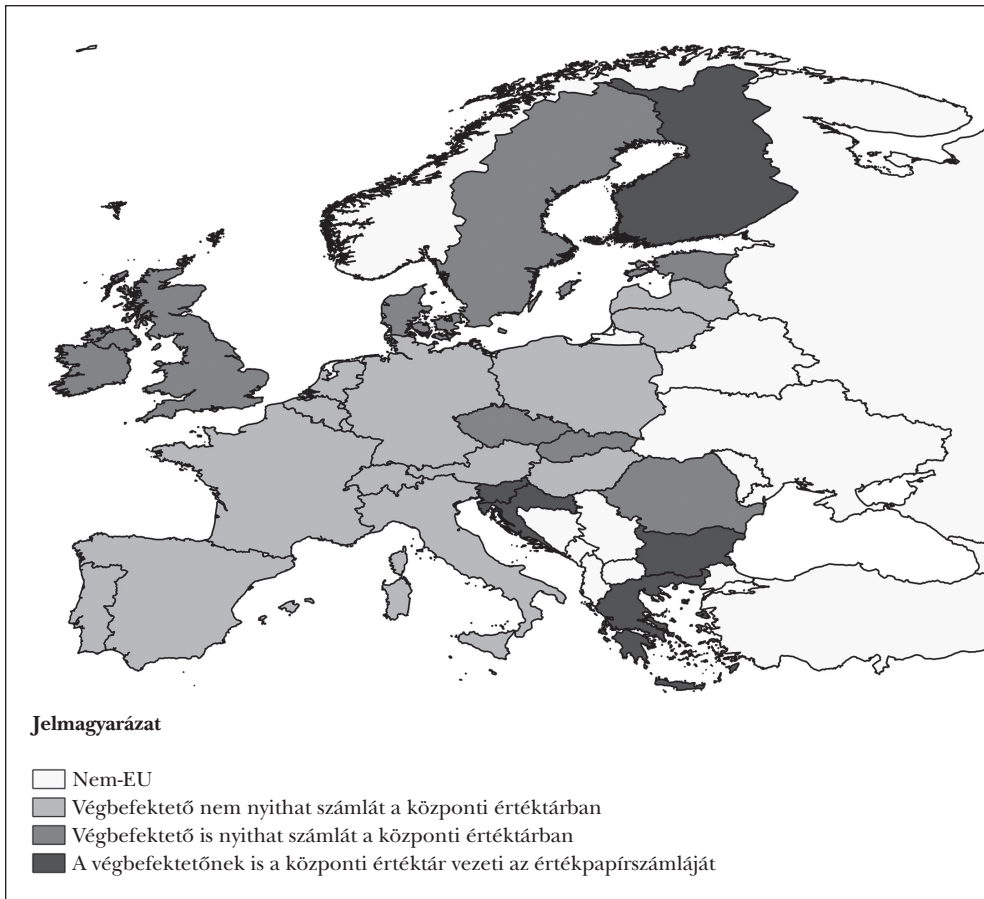 Jelmagyarázat
Nem-EU
Végbefektető nem nyithat számlát a központi értéktárban
Végbefektető is nyithat számlát a központi értéktárban
A végbefektetőnek is a központi értéktár vezeti az értékpapírszámláját